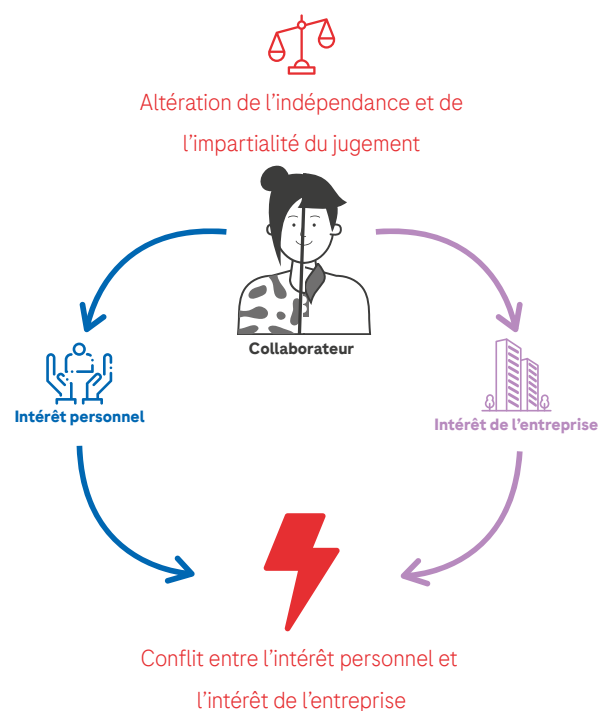 Altération de l'indépendance et de
l'impartialité du jugement
Collaborateur
Intérêt personnel
Intérêt de l'entreprise
Conflit entre l'intérêt personnel et
l'intérêt de l'entreprise